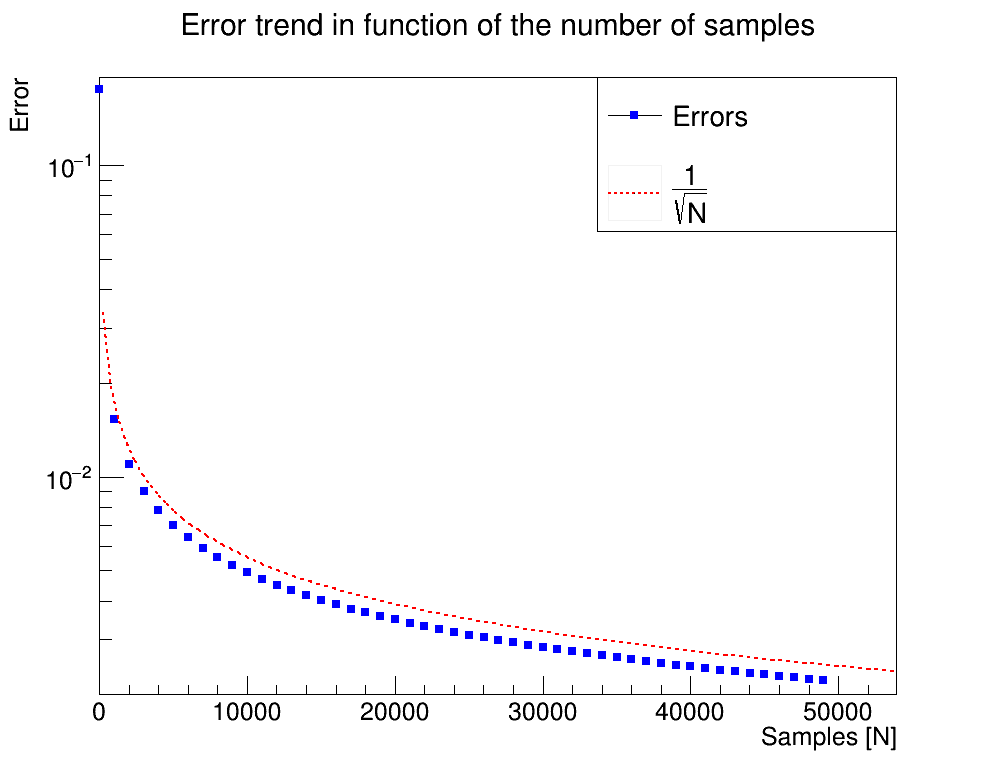 Error trend in function of the number of samples
Error
10⁻¹
10⁻²
Errors
1
√N
0 10000 20000 30000 40000 50000
Samples [N]